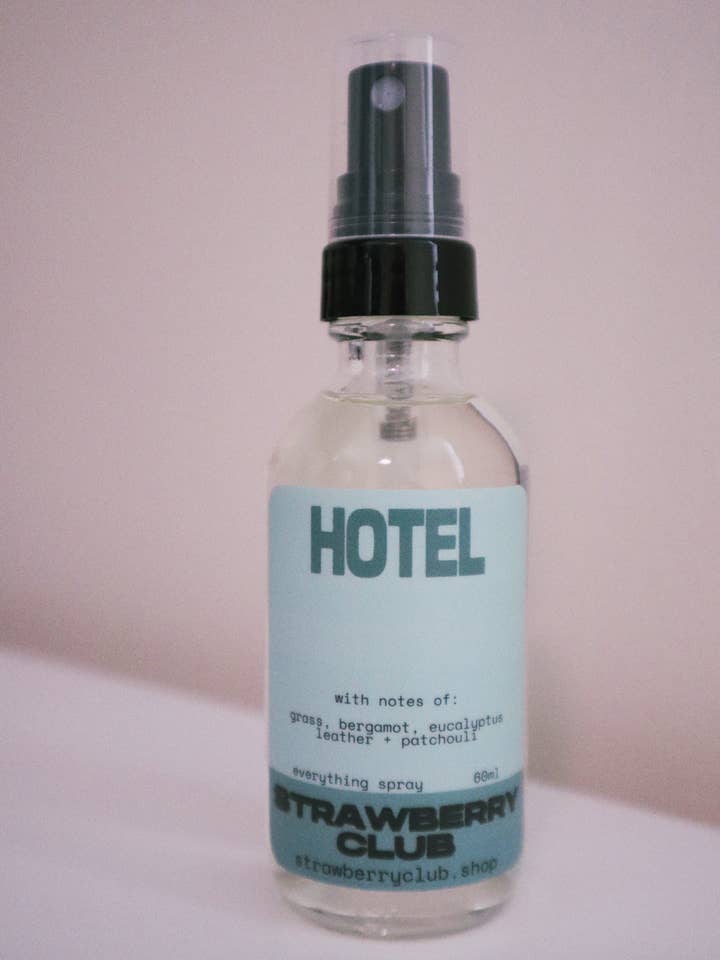 HOTEL
with notes of:
grass, bergamot, eucalyptus
leather + patchouli
everything spray 60ml
STRAWBERRY
CLUB
strawberryclub.shop